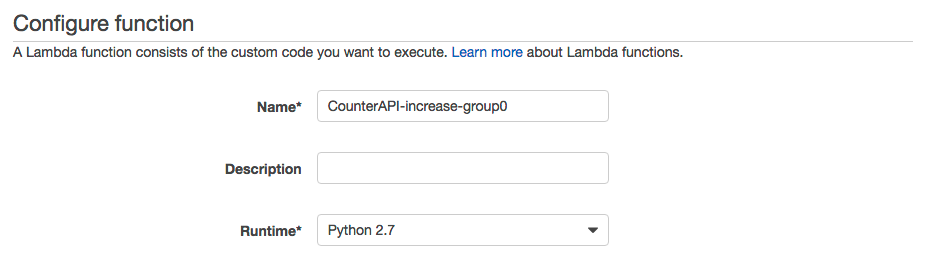 Configure function
A Lambda function consists of the custom code you want to execute. Learn more about Lambda functions.
Name* CounterAPI-increase-group0
Description
Runtime* Python 2.7